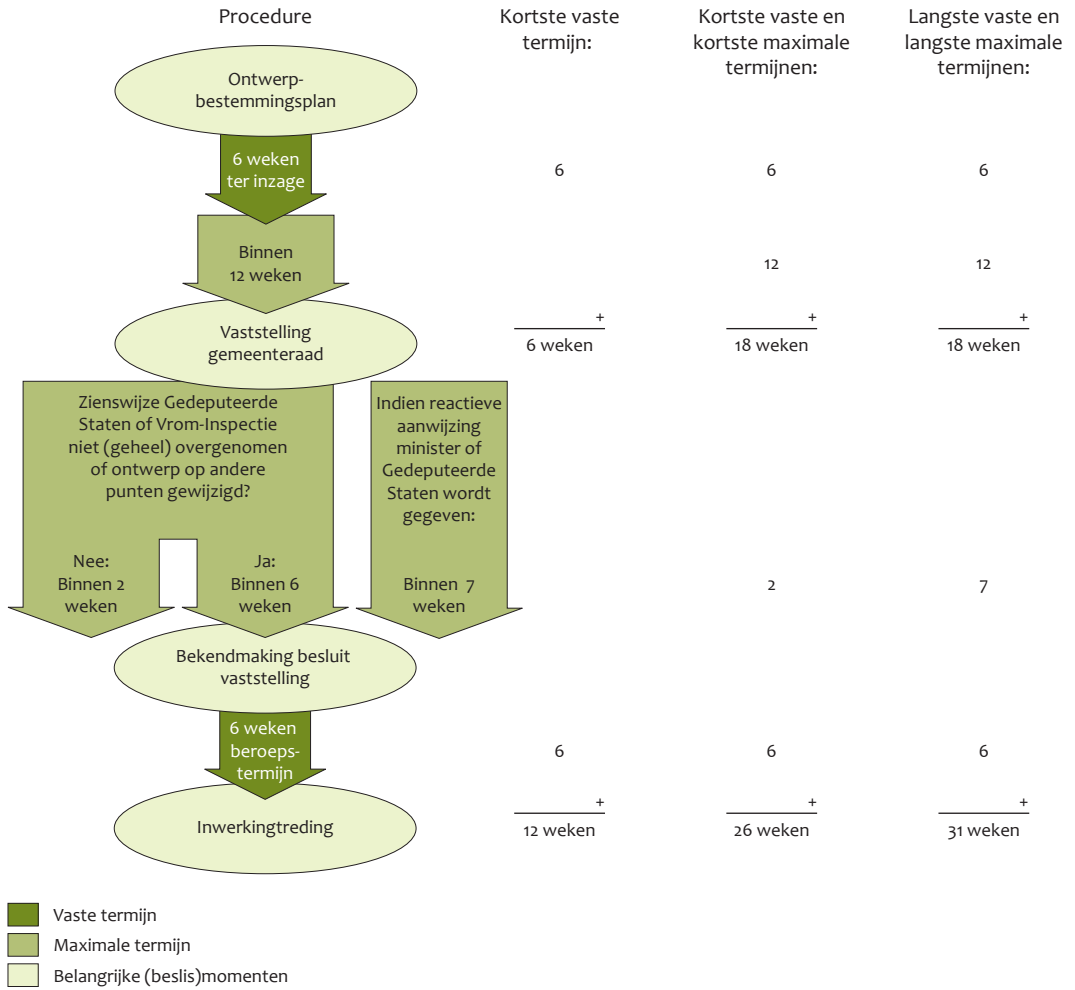 Procedure
Kortste vaste
termijn:
Kortste vaste en
kortste maximale
termijnen:
Langste vaste en
langste maximale
termijnen:
Ontwerp-
bestemmingsplan
6 weken
ter inzage
6
6
6
Binnen
12 weken
12
12
+
+
+
Vaststelling
gemeenteraad
6 weken
18 weken
18 weken
Zienswijze Gedeputeerde
Staten of Vrom-Inspectie
niet (geheel) overgenomen
of ontwerp op andere
punten gewijzigd?
Indien reactieve
aanwijzing
minister of
Gedeputeerde
Staten wordt
gegeven:
Nee:
Binnen 2
weken
Ja:
Binnen 6
weken
Binnen 7
weken
2
7
Bekendmaking besluit
vaststelling
6 weken
beroeps-
termijn
6
6
6
+
+
+
Inwerkingtreding
12 weken
26 weken
31 weken
Vaste termijn
Maximale termijn
Belangrijke (beslis)momenten